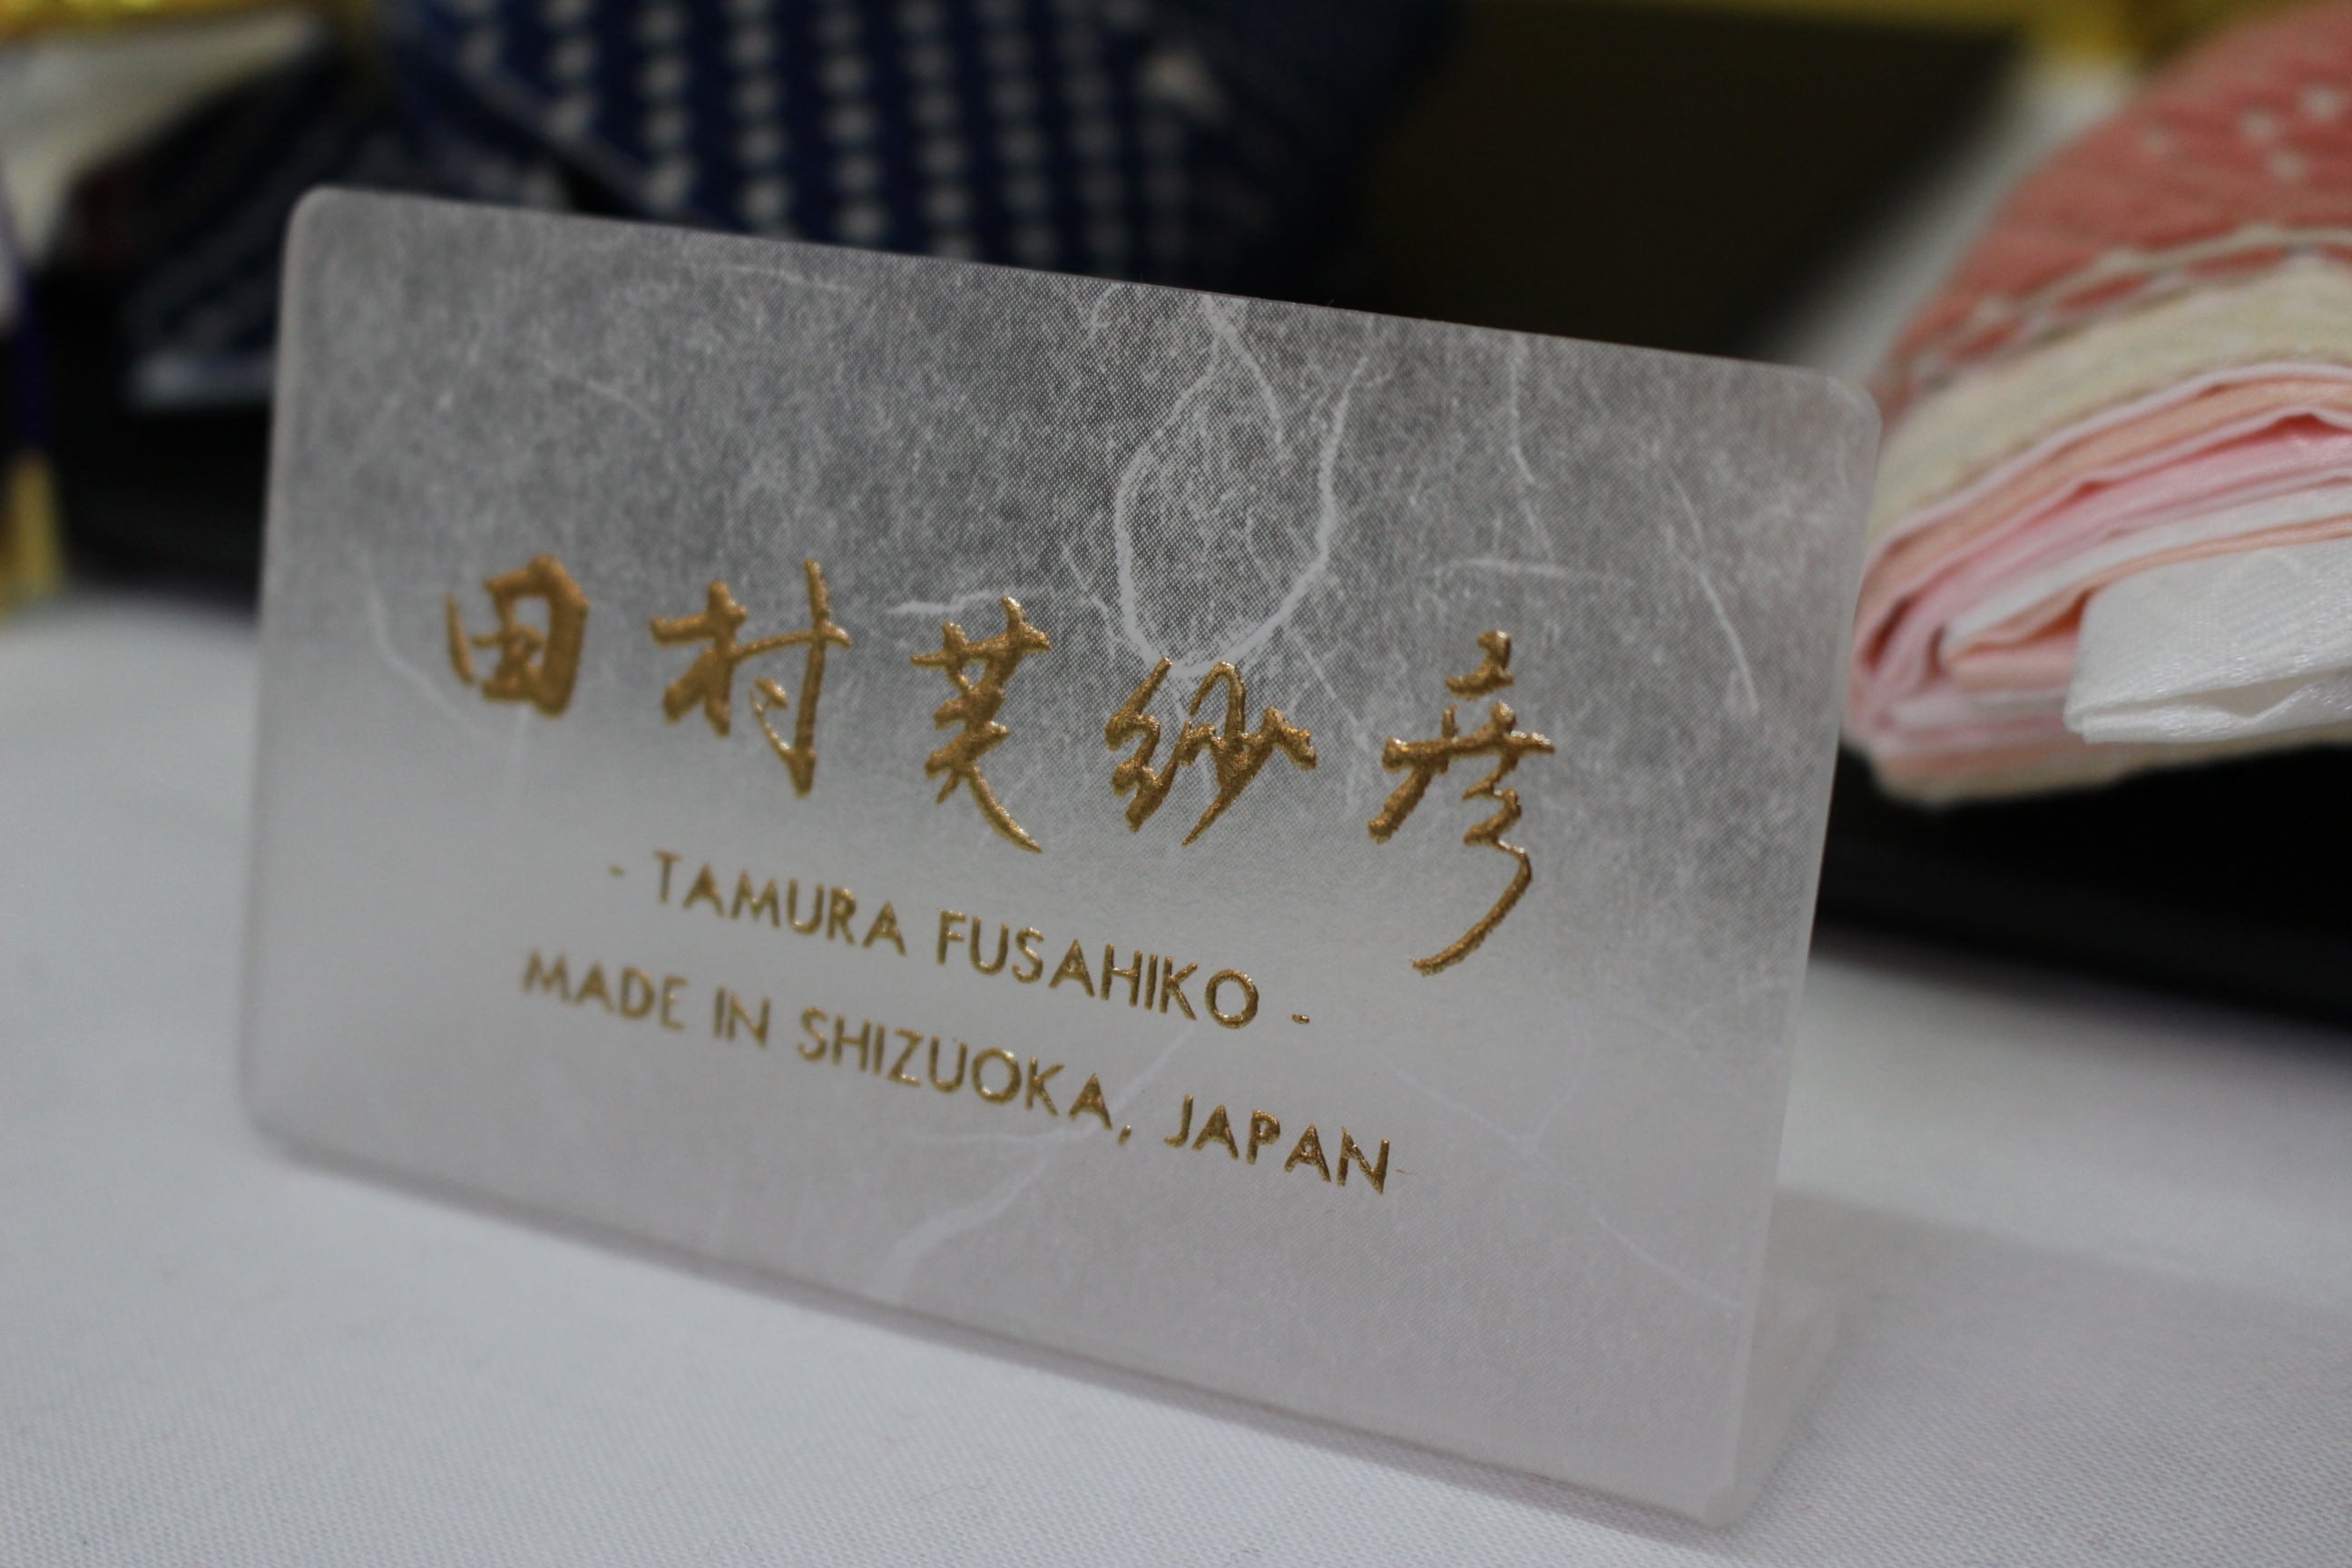 田村芙紗彦
- TAMURA FUSAHIKO -
MADE IN SHIZUOKA, JAPAN